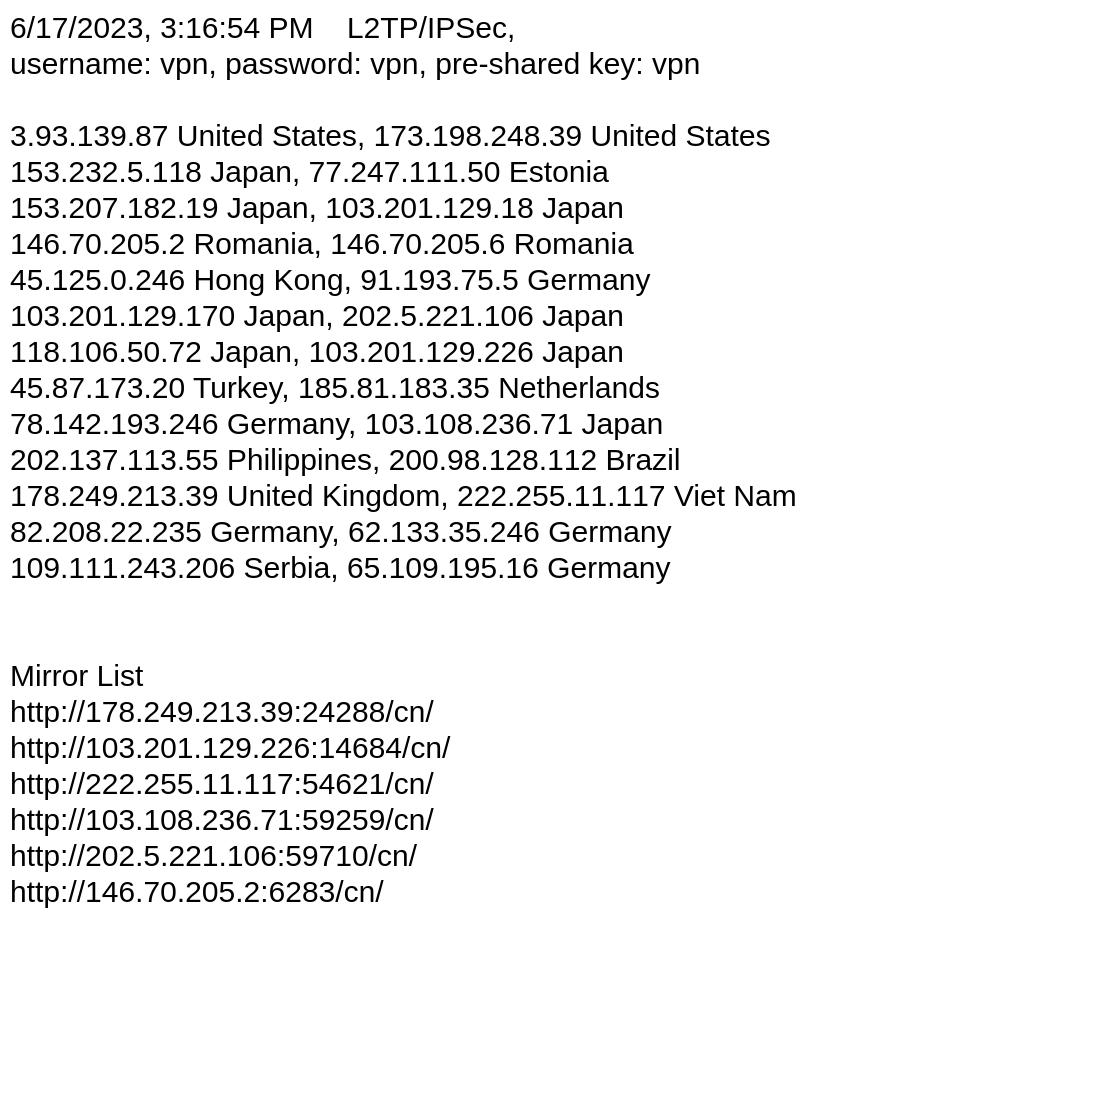 6/17/2023, 3:16:54 PM    L2TP/IPSec,
username: vpn, password: vpn, pre-shared key: vpn
3.93.139.87 United States, 173.198.248.39 United States
153.232.5.118 Japan, 77.247.111.50 Estonia
153.207.182.19 Japan, 103.201.129.18 Japan
146.70.205.2 Romania, 146.70.205.6 Romania
45.125.0.246 Hong Kong, 91.193.75.5 Germany
103.201.129.170 Japan, 202.5.221.106 Japan
118.106.50.72 Japan, 103.201.129.226 Japan
45.87.173.20 Turkey, 185.81.183.35 Netherlands
78.142.193.246 Germany, 103.108.236.71 Japan
202.137.113.55 Philippines, 200.98.128.112 Brazil
178.249.213.39 United Kingdom, 222.255.11.117 Viet Nam
82.208.22.235 Germany, 62.133.35.246 Germany
109.111.243.206 Serbia, 65.109.195.16 Germany
Mirror List
http://178.249.213.39:24288/cn/
http://103.201.129.226:14684/cn/
http://222.255.11.117:54621/cn/
http://103.108.236.71:59259/cn/
http://202.5.221.106:59710/cn/
http://146.70.205.2:6283/cn/